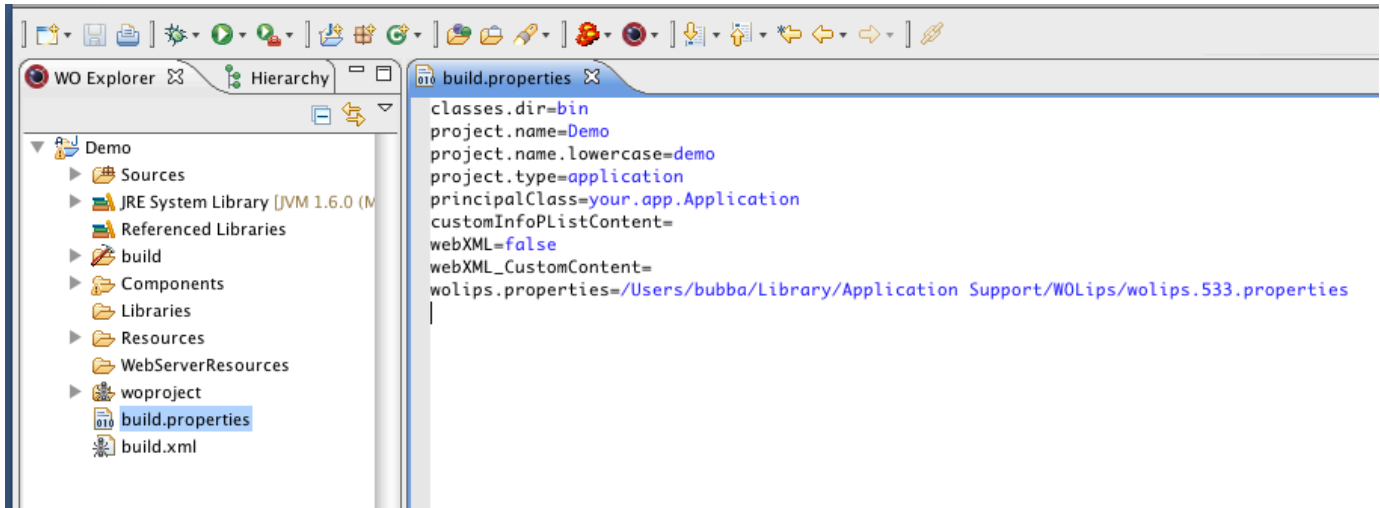 WO Explorer
Hierarchy
build.properties
Demo
Sources
JRE System Library [JVM 1.6.0 (M
Referenced Libraries
build
Components
Libraries
Resources
WebServerResources
woproject
build.properties
build.xml
classes.dir=bin
project.name=Demo
project.name.lowercase=demo
project.type=application
principalClass=your.app.Application
customInfoPListContent=
webXML=false
webXML_CustomContent=
wolips.properties=/Users/bubba/Library/Application Support/WOLips/wolips.533.properties